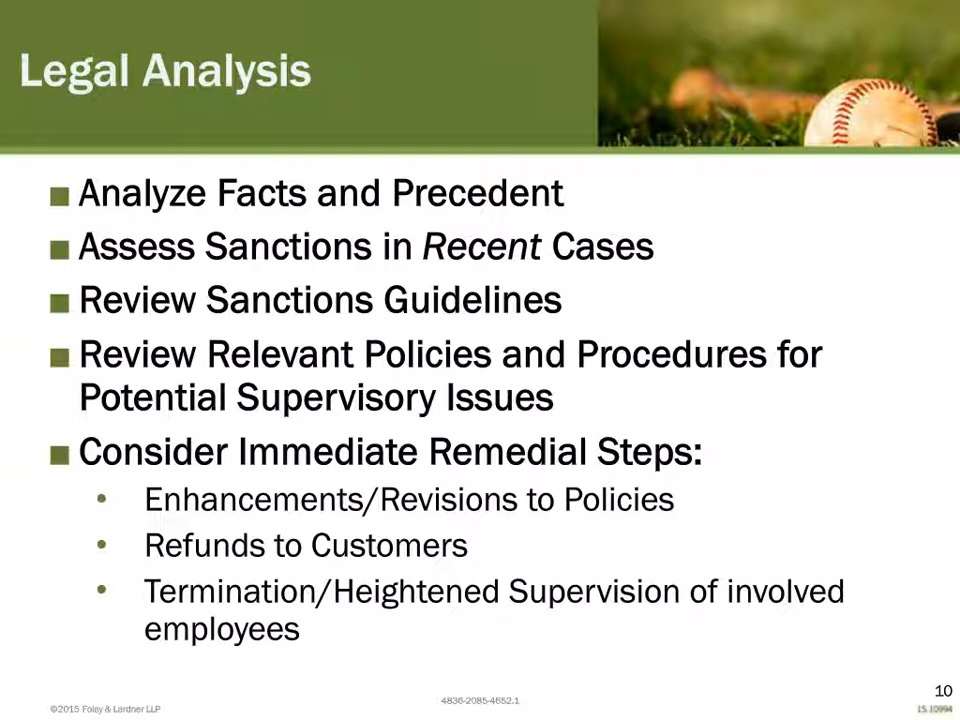 Legal Analysis
■ Analyze Facts and Precedent
■ Assess Sanctions in Recent Cases
■ Review Sanctions Guidelines
■ Review Relevant Policies and Procedures for
Potential Supervisory Issues
■ Consider Immediate Remedial Steps:
• Enhancements/Revisions to Policies
• Refunds to Customers
• Termination/Heightened Supervision of involved
employees
©2015 Foley & Lardner LLP
4836-2085-4652.1
10
15.10994